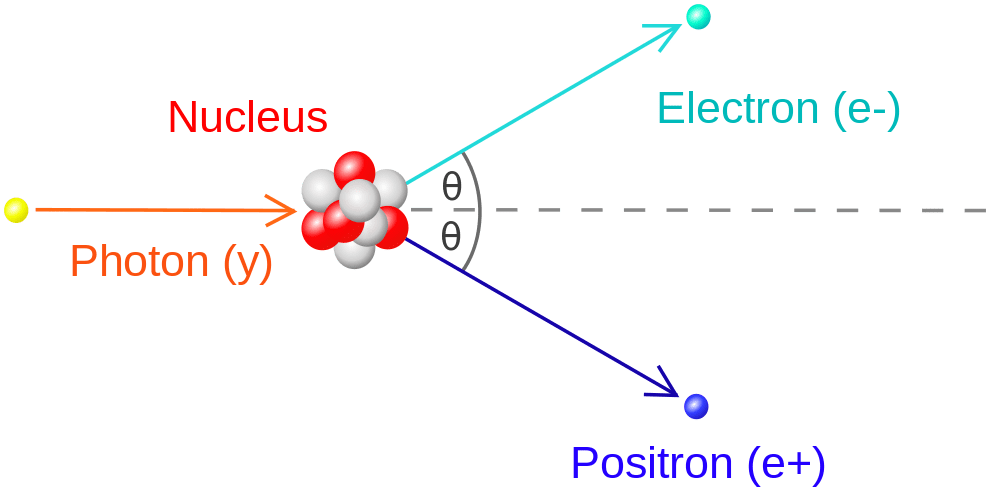 Nucleus
Electron (e-)
θ
θ
Photon (y)
Positron (e+)